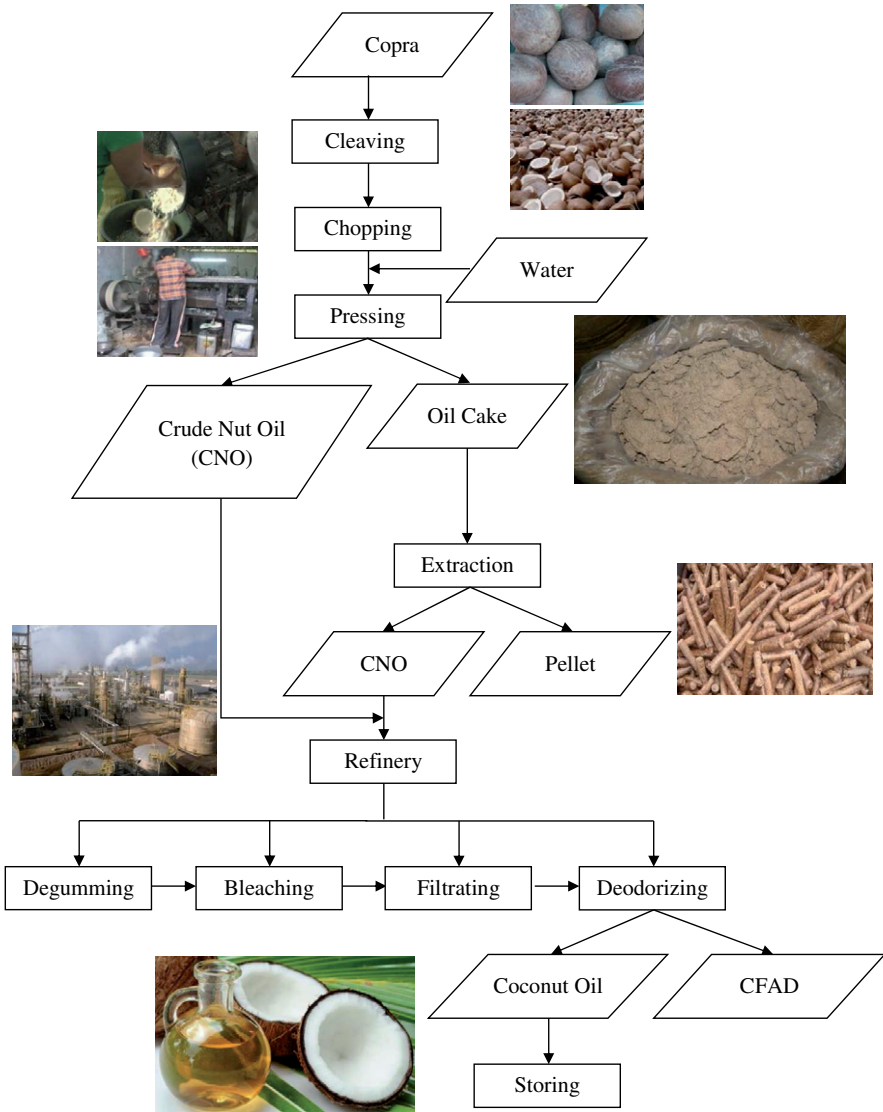 Copra
Cleaving
Chopping
Water
Pressing
Crude Nut Oil
(CNO)
Oil Cake
Extraction
CNO
Pellet
Refinery
Degumming
Bleaching
Filtrating
Deodorizing
Coconut Oil
CFAD
Storing